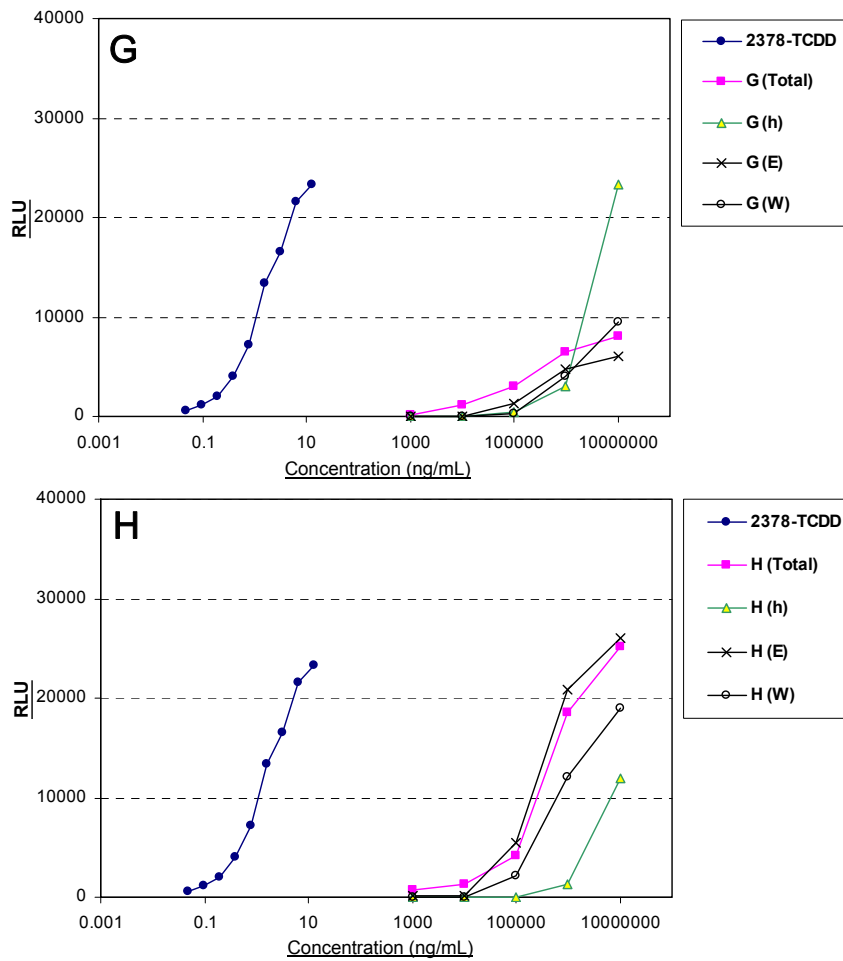 40000
G
30000
20000
10000
0
RLU
0.001
0.1
10
1000
100000
10000000
Concentration (ng/mL)
2378-TCDD
G (Total)
G (h)
G (E)
G (W)
40000
H
30000
20000
10000
0
RLU
0.001
0.1
10
1000
100000
10000000
Concentration (ng/mL)
2378-TCDD
H (Total)
H (h)
H (E)
H (W)